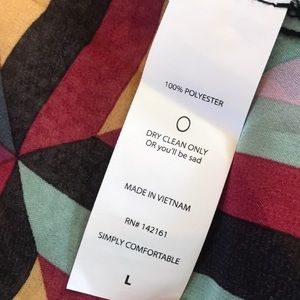 100% POLYESTER
DRY CLEAN ONLY
OR you'll be sad
MADE IN VIETNAM
RN# 142161
SIMPLY COMFORTABLE
L